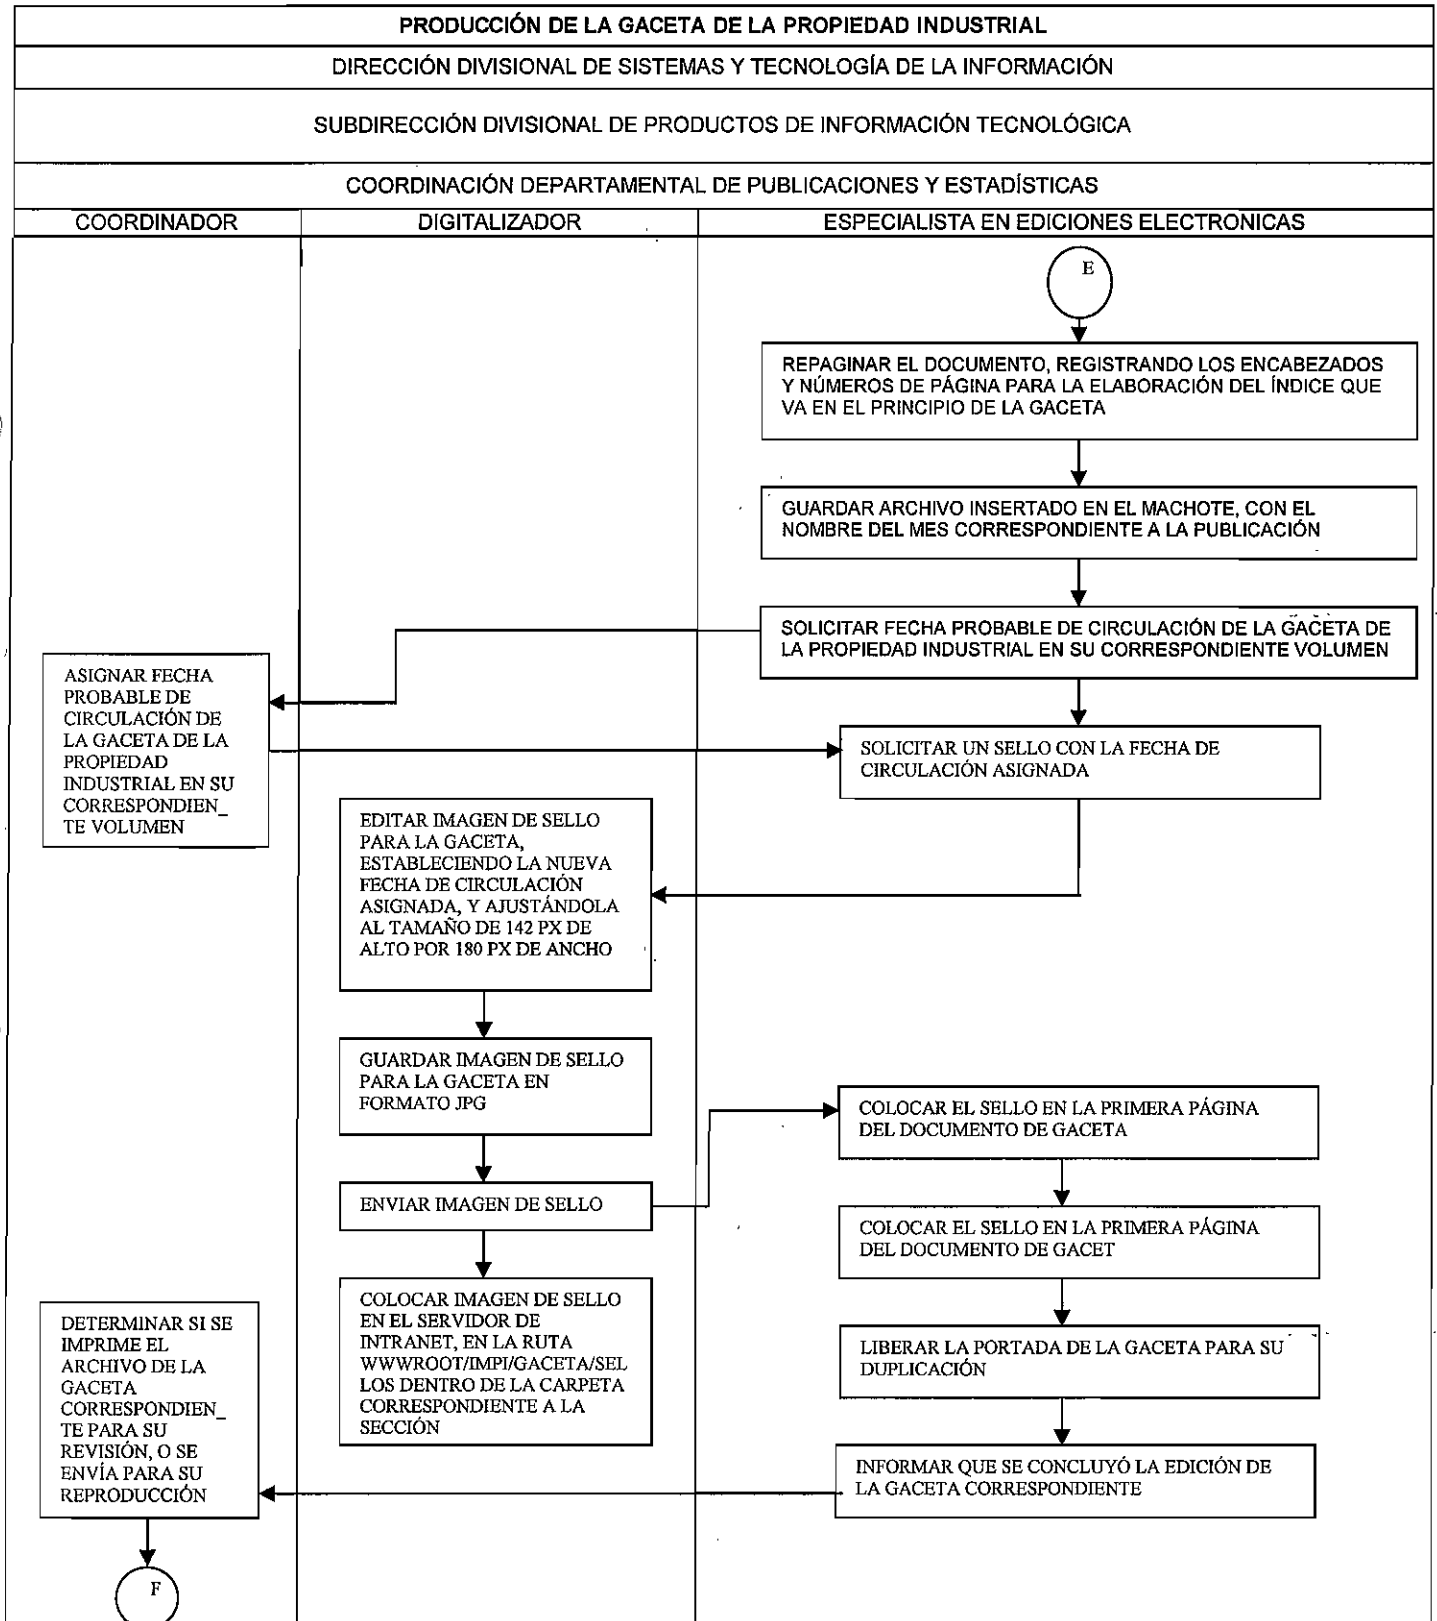 PRODUCCIÓN DE LA GACETA DE LA PROPIEDAD INDUSTRIAL
DIRECCIÓN DIVISIONAL DE SISTEMAS Y TECNOLOGÍA DE LA INFORMACIÓN
SUBDIRECCIÓN DIVISIONAL DE PRODUCTOS DE INFORMACIÓN TECNOLÓGICA
COORDINACIÓN DEPARTAMENTAL DE PUBLICACIONES Y ESTADÍSTICAS
COORDINADOR
DIGITALIZADOR
ESPECIALISTA EN EDICIONES ELECTRONICAS
E
REPAGINAR EL DOCUMENTO, REGISTRANDO LOS ENCABEZADOS
Y NÚMEROS DE PÁGINA PARA LA ELABORACIÓN DEL ÍNDICE QUE
VA EN EL PRINCIPIO DE LA GACETA
GUARDAR ARCHIVO INSERTADO EN EL MACHOTE, CON EL
NOMBRE DEL MES CORRESPONDIENTE A LA PUBLICACIÓN
SOLICITAR FECHA PROBABLE DE CIRCULACIÓN DE LA GACETA DE
LA PROPIEDAD INDUSTRIAL EN SU CORRESPONDIENTE VOLUMEN
ASIGNAR FECHA
PROBABLE DE
CIRCULACIÓN DE
LA GACETA DE LA
PROPIEDAD
INDUSTRIAL EN SU
CORRESPONDIEN_
TE VOLUMEN
SOLICITAR UN SELLO CON LA FECHA DE
CIRCULACIÓN ASIGNADA
EDITAR IMAGEN DE SELLO
PARA LA GACETA,
ESTABLECIENDO LA NUEVA
FECHA DE CIRCULACIÓN
ASIGNADA, Y AJUSTÁNDOLA
AL TAMAÑO DE 142 PX DE
ALTO POR 180 PX DE ANCHO
GUARDAR IMAGEN DE SELLO
PARA LA GACETA EN
FORMATO JPG
ENVIAR IMAGEN DE SELLO
COLOCAR IMAGEN DE SELLO
EN EL SERVIDOR DE
INTRANET, EN LA RUTA
WWWROOT/IMPI/GACETA/SEL
LOS DENTRO DE LA CARPETA
CORRESPONDIENTE A LA
SECCIÓN
COLOCAR EL SELLO EN LA PRIMERA PÁGINA
DEL DOCUMENTO DE GACETA
COLOCAR EL SELLO EN LA PRIMERA PÁGINA
DEL DOCUMENTO DE GACET
LIBERAR LA PORTADA DE LA GACETA PARA SU
DUPLICACIÓN
INFORMAR QUE SE CONCLUYÓ LA EDICIÓN DE
LA GACETA CORRESPONDIENTE
DETERMINAR SI SE
IMPRIME EL
ARCHIVO DE LA
GACETA
CORRESPONDIEN_
TE PARA SU
REVISIÓN, O SE
ENVÍA PARA SU
REPRODUCCIÓN
F